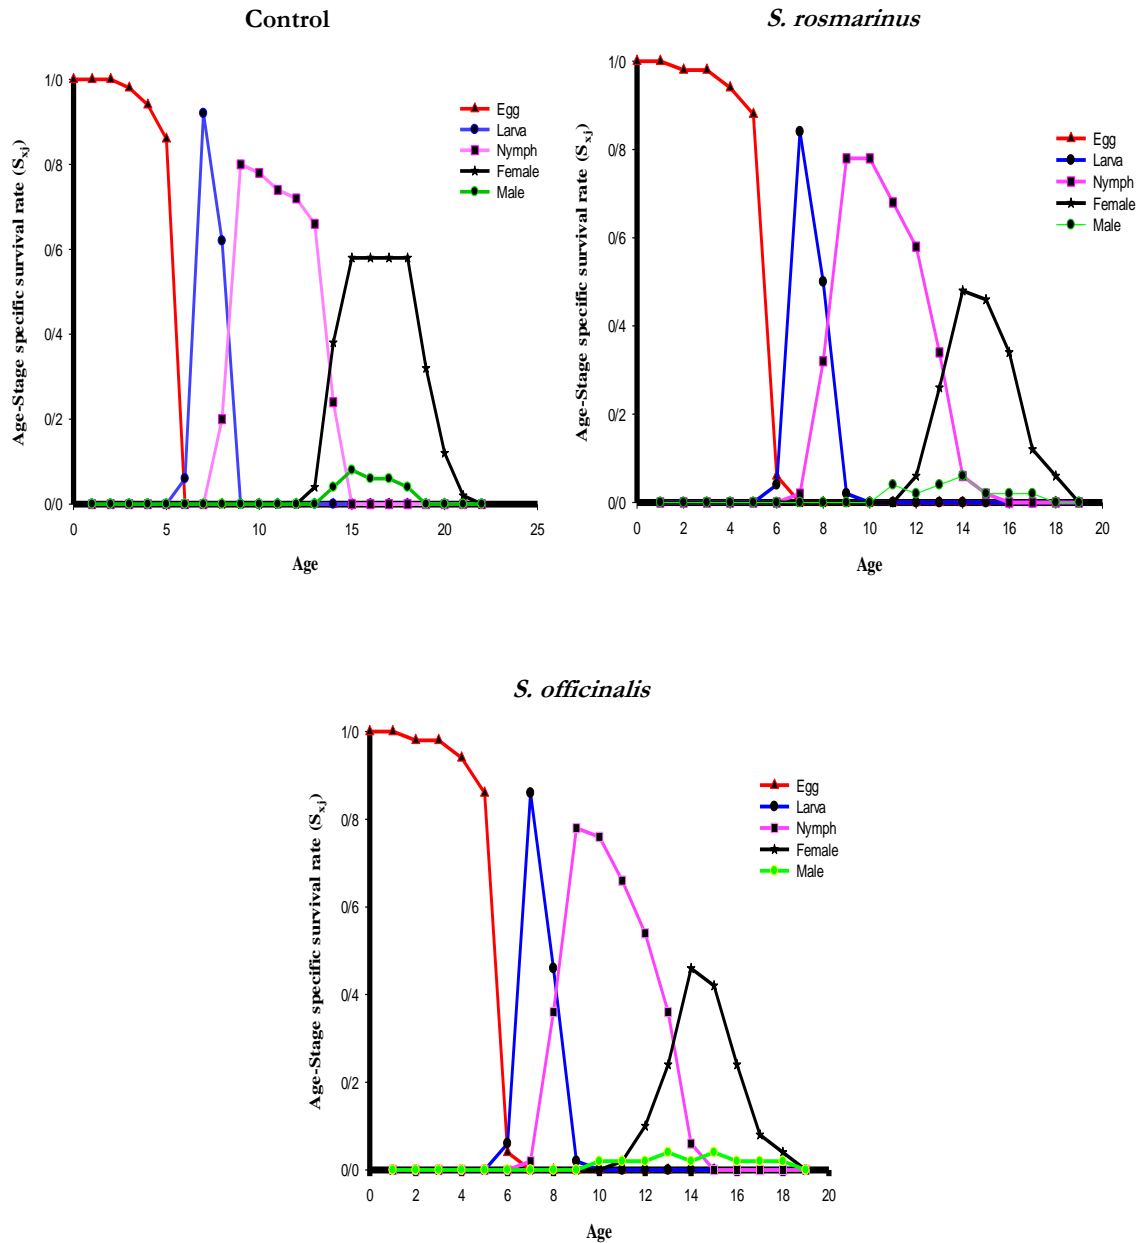 Control
Age-Stage specific survival rate (Sxj)
1/0
0/8
0/6
0/4
0/2
0/0
0 5 10 15 20 25
Age
Egg
Larva
Nymph
Female
Male
S. rosmarinus
Age-Stage specific survival rate (Sxj)
1/0
0/8
0/6
0/4
0/2
0/0
0 2 4 6 8 10 12 14 16 18 20
Age
Egg
Larva
Nymph
Female
Male
S. officinalis
Age-Stage specific survival rate (Sxj)
1/0
0/8
0/6
0/4
0/2
0/0
0 2 4 6 8 10 12 14 16 18 20
Age
Egg
Larva
Nymph
Female
Male